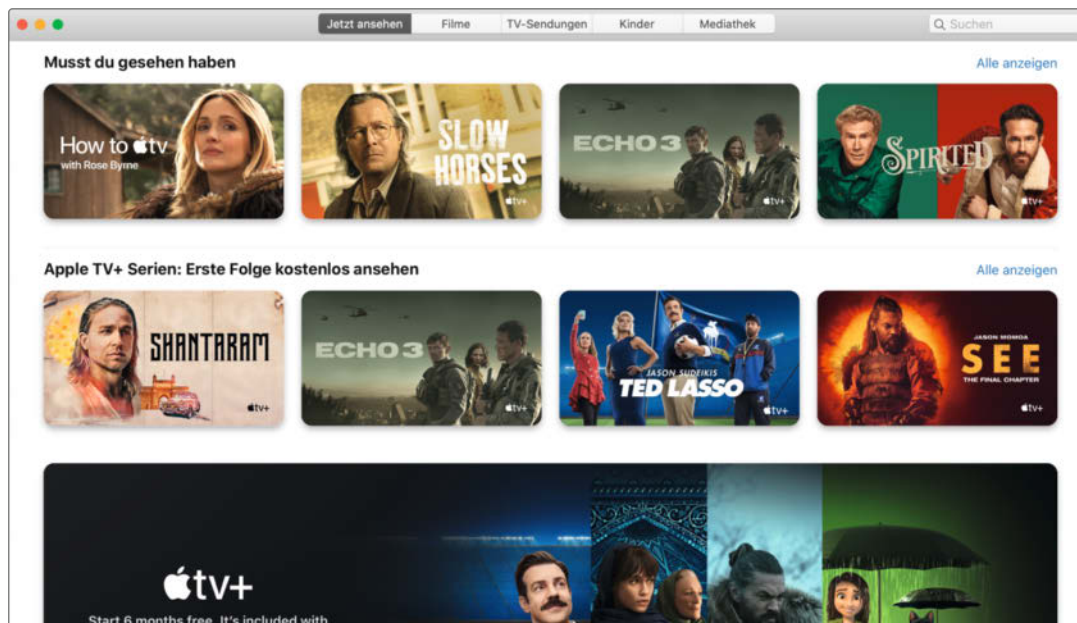 Jetzt ansehen Filme TV-Sendungen Kinder Mediathek Suchen
Musst du gesehen haben Alle anzeigen
How to tv
with Rose Byrne
SLOW
HORSES
tv+
ECHO 3
tv+
SPIRITED
tv+
Apple TV+ Serien: Erste Folge kostenlos ansehen Alle anzeigen
SHANTARAM
tv+
ECHO 3
tv+
JASON SUDEIKIS
TED LASSO
tv+
JASON MOMOA
SEE
THE FINAL CHAPTER
tv+
tv+
Start 6 months free. It's included with